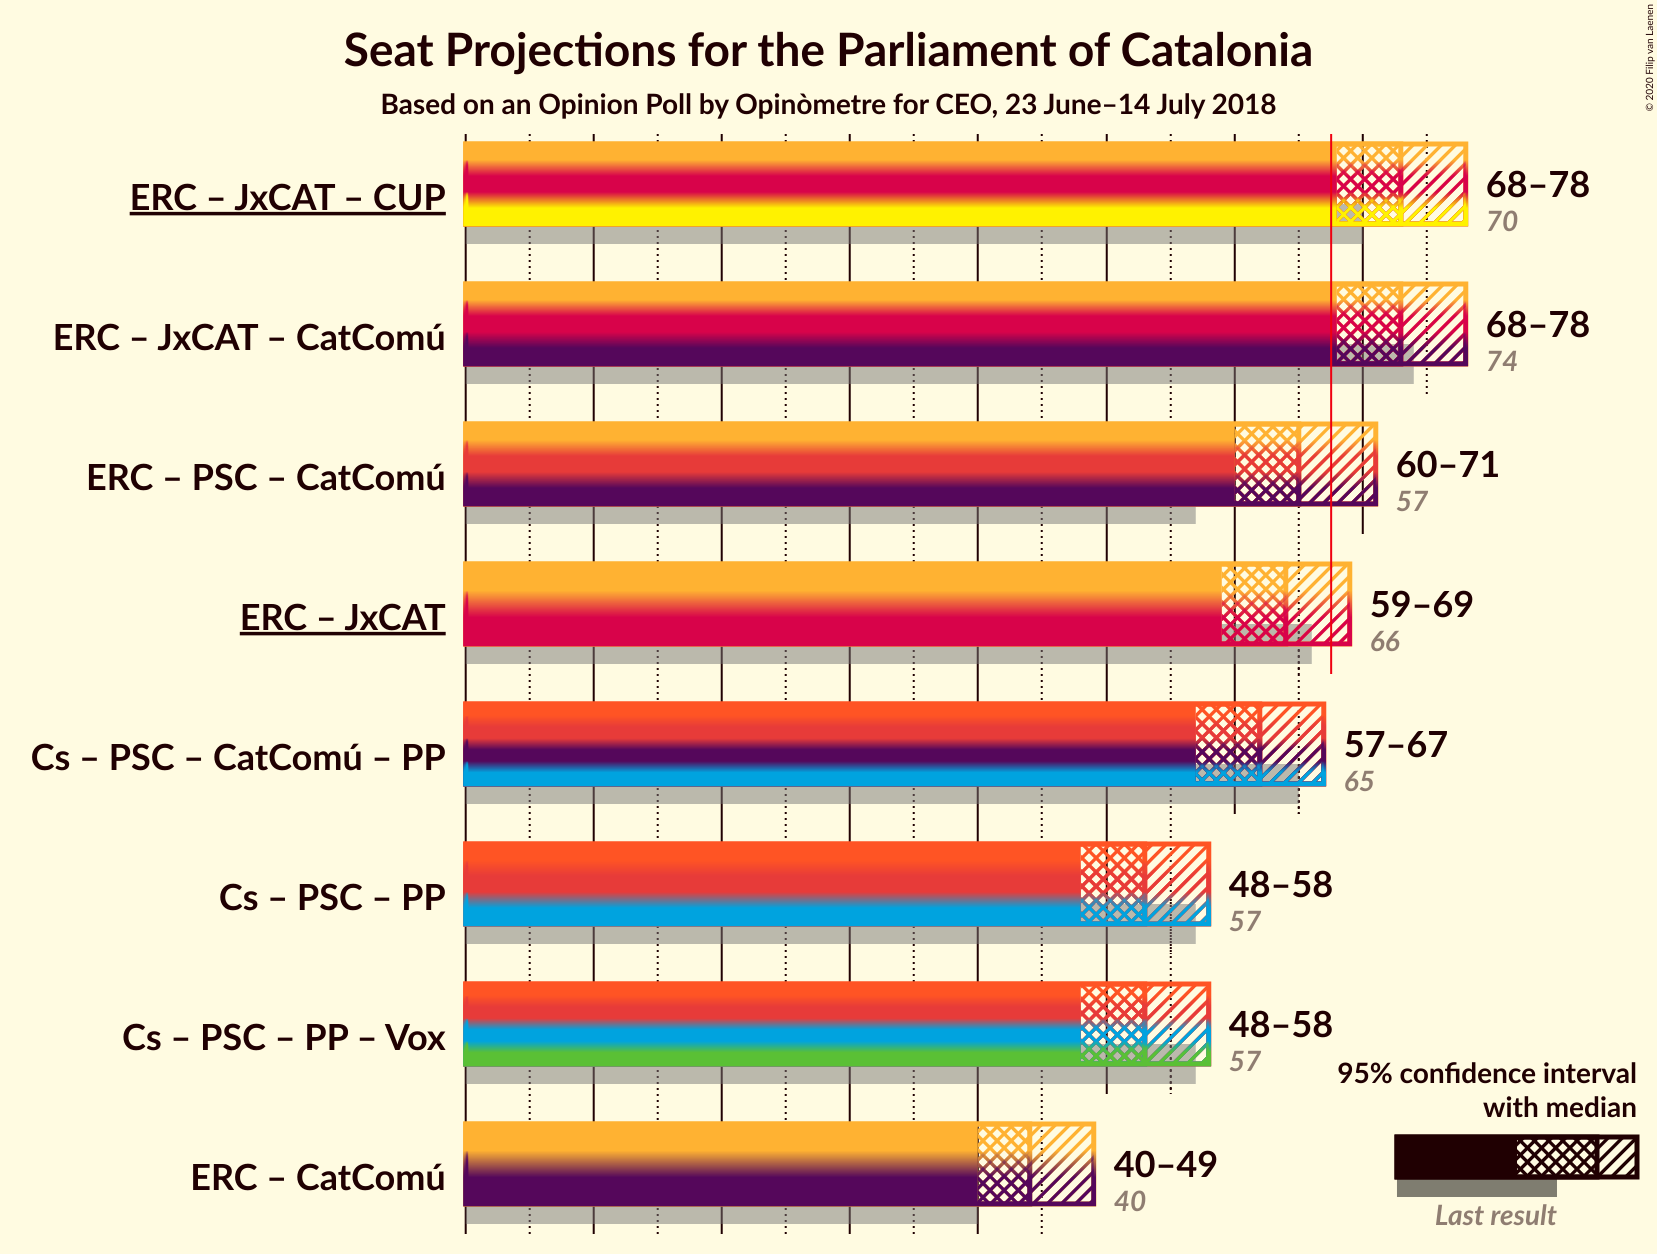 Seat Projections for the Parliament of Catalonia
Based on an Opinion Poll by Opinòmetre for CEO, 23 June–14 July 2018
© 2020 Filip van Laenen
ERC – JxCAT – CUP
68–78
70
ERC – JxCAT – CatComú
68–78
74
ERC – PSC – CatComú
60–71
57
ERC – JxCAT
59–69
66
Cs – PSC – CatComú – PP
57–67
65
Cs – PSC – PP
48–58
57
Cs – PSC – PP – Vox
48–58
57
ERC – CatComú
40–49
40
95% confidence interval
with median
Last result